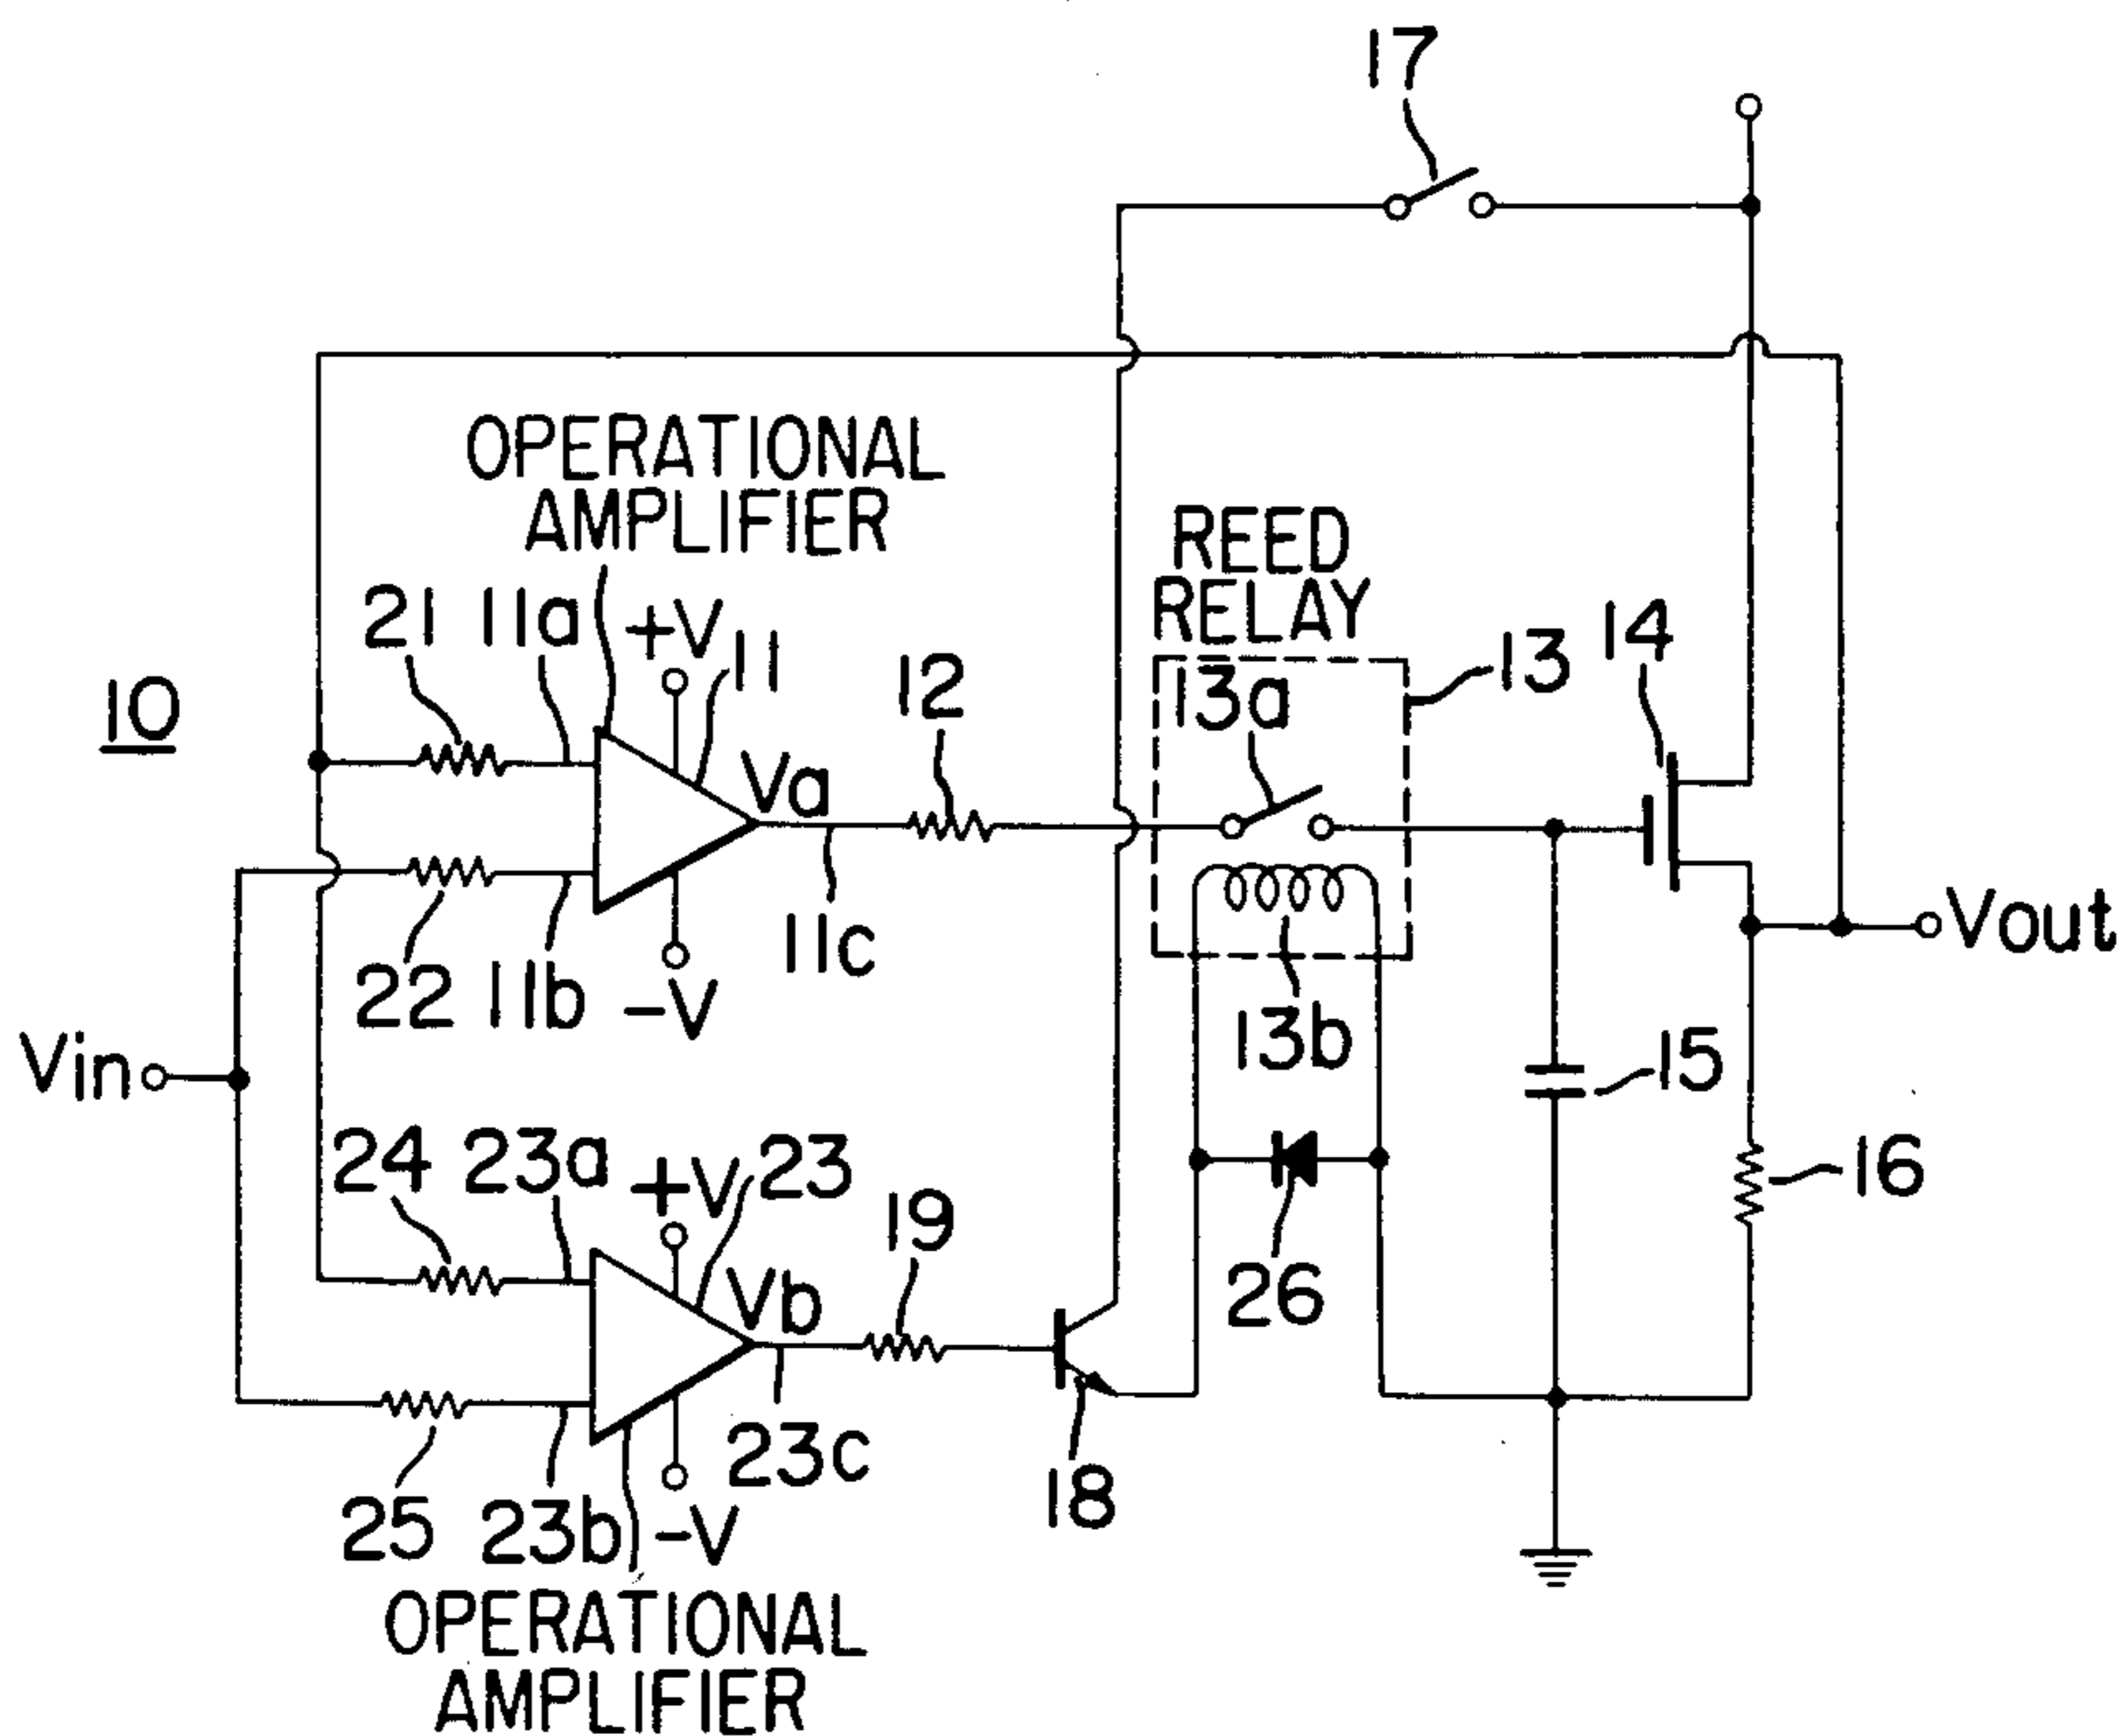 17
OPERATIONAL
AMPLIFIER
REED
RELAY
21
11a
+V
11
12
13a
13
14
10
Va
22
11b
-V
11c
13b
Vout
Vin
15
24
23a
+V
23
19
16
Vb
26
25
23b
-V
23c
18
OPERATIONAL
AMPLIFIER